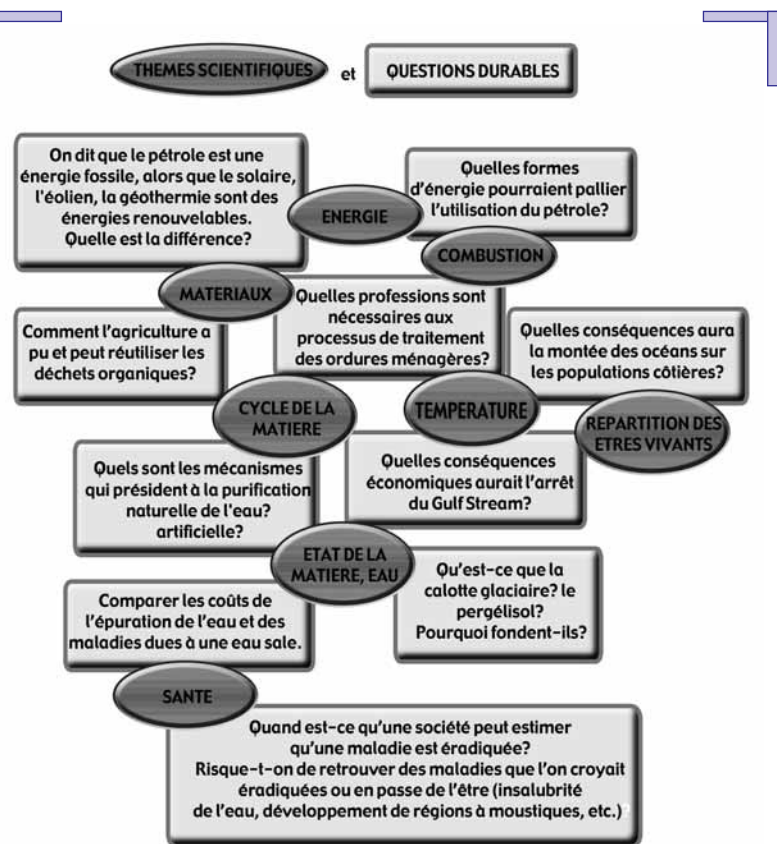 THEMES SCIENTIFIQUES
et
QUESTIONS DURABLES
On dit que le pétrole est une
énergie fossile, alors que le solaire,
l'éolien, la géothermie sont des
énergies renouvelables.
Quelle est la différence?
ENERGIE
Quelles formes
d'énergie pourraient pallier
l'utilisation du pétrole?
COMBUSTION
MATERIAUX
Quelles professions sont
nécessaires aux
processus de traitement
des ordures ménagères?
Comment l'agriculture a
pu et peut réutiliser les
déchets organiques?
Quelles conséquences aura
la montée des océans sur
les populations côtières?
CYCLE DE LA
MATIERE
TEMPERATURE
REPARTITION DES
ETRES VIVANTS
Quels sont les mécanismes
qui président à la purification
naturelle de l'eau?
artificielle?
Quelles conséquences
économiques aurait l'arrêt
du Gulf Stream?
ETAT DE LA
MATIERE, EAU
Qu'est-ce que la
calotte glaciaire? le
pergélisol?
Pourquoi fondent-ils?
Comparer les coûts de
l'épuration de l'eau et des
maladies dues à une eau sale.
SANTE
Quand est-ce qu'une société peut estimer
qu'une maladie est éradiquée?
Risque-t-on de retrouver des maladies que l'on croyait
éradiquées ou en passe de l'être (insalubrité
de l'eau, développement de régions à moustiques, etc.)?